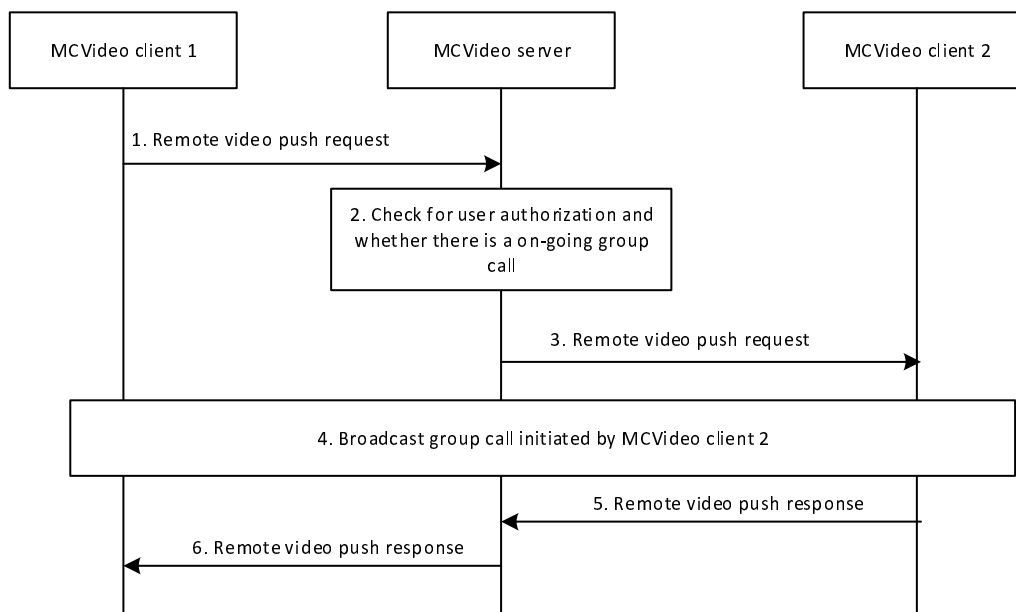 MCVideo client 1
MCVideo server
MCVideo client 2
1. Remote video push request
2. Check for user authorization and
whether there is a on-going group
call
3. Remote video push request
4. Broadcast group call initiated by MCVideo client 2
5. Remote video push response
6. Remote video push response